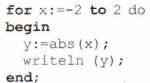 for x:=-2 to 2 do
begin
y:=abs(x);
writeln (y);
end;